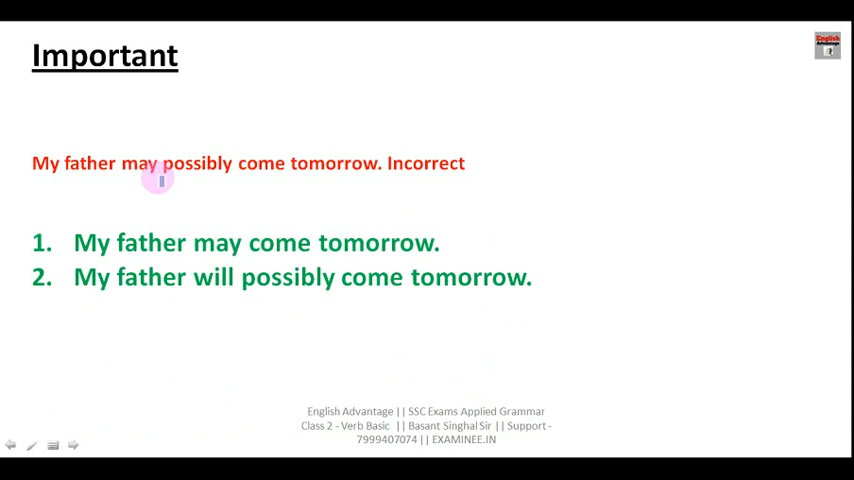 Important
English
Advantage
My father may possibly come tomorrow. Incorrect
1. My father may come tomorrow.
2. My father will possibly come tomorrow.
English Advantage || SSC Exams Applied Grammar
Class 2 - Verb Basic || Basant Singhal Sir || Support -
7999407074 || EXAMINEE.IN